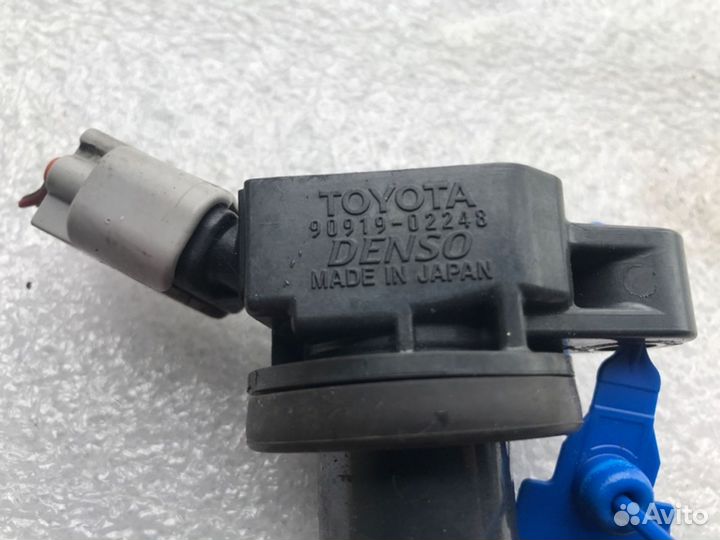 TOYOTA
90919-02248
DENSO
MADE IN JAPAN
Avito